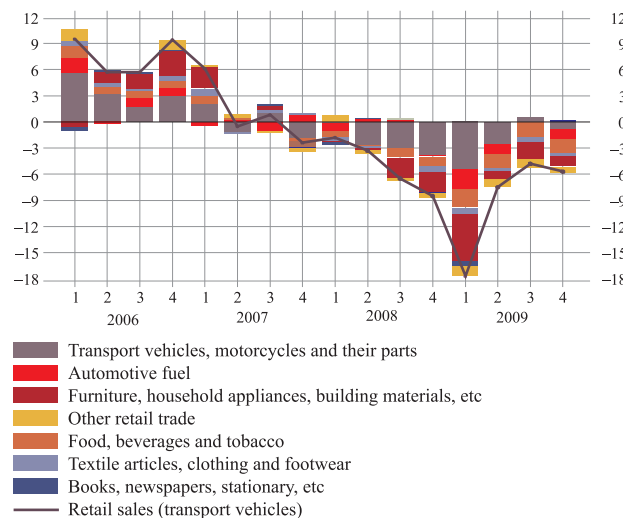 12 12
9 9
6 6
3 3
0 0
−3 −3
−6 −6
−9 −9
−12 −12
−15 −15
−18 −18
1 2 3 4 1 2 3 4 1 2 3 4 1 2 3 4
2006 2007 2008 2009
Transport vehicles, motorcycles and their parts
Automotive fuel
Furniture, household appliances, building materials, etc
Other retail trade
Food, beverages and tobacco
Textile articles, clothing and footwear
Books, newspapers, stationary, etc
Retail sales (transport vehicles)